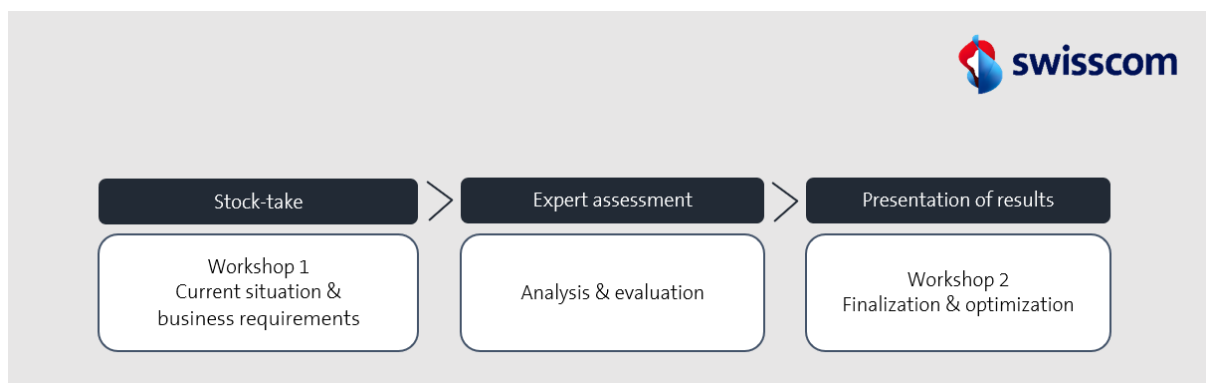 swisscom
Stock-take
Expert assessment
Presentation of results
Workshop 1
Current situation &
business requirements
Analysis & evaluation
Workshop 2
Finalization & optimization